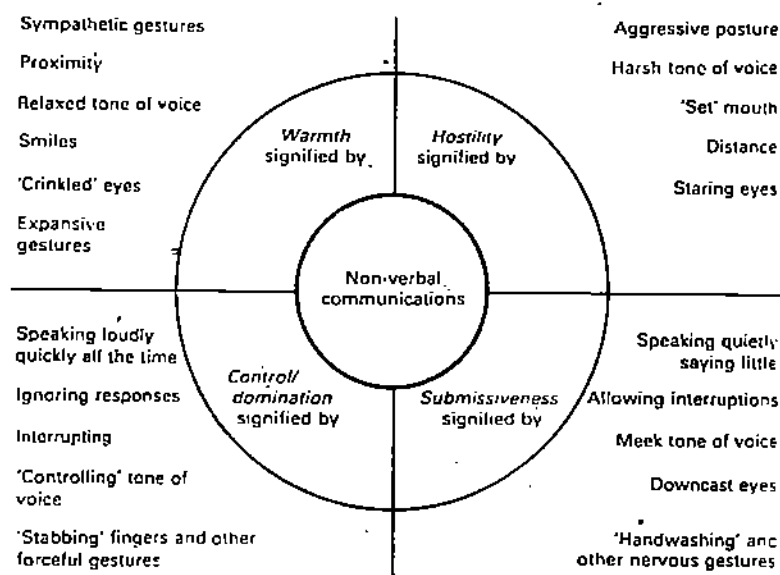 Sympathetic gestures
Proximity
Relaxed tone of voice
Smiles
'Crinkled' eyes
Expansive
gestures
Warmth
signified by
Hostility
signified by
Aggressive posture
Harsh tone of voice
'Set' mouth
Distance
Staring eyes
Non-verbal
communications
Speaking loudly
quickly all the time
Ignoring responses
Interrupting
'Controlling' tone of
voice
'Stabbing' fingers and other
forceful gestures
Control/
domination
signified by
Submissiveness
signified by
Speaking quietly
saying little
Allowing interruptions
Meek tone of voice
Downcast eyes
'Handwashing' and
other nervous gestures